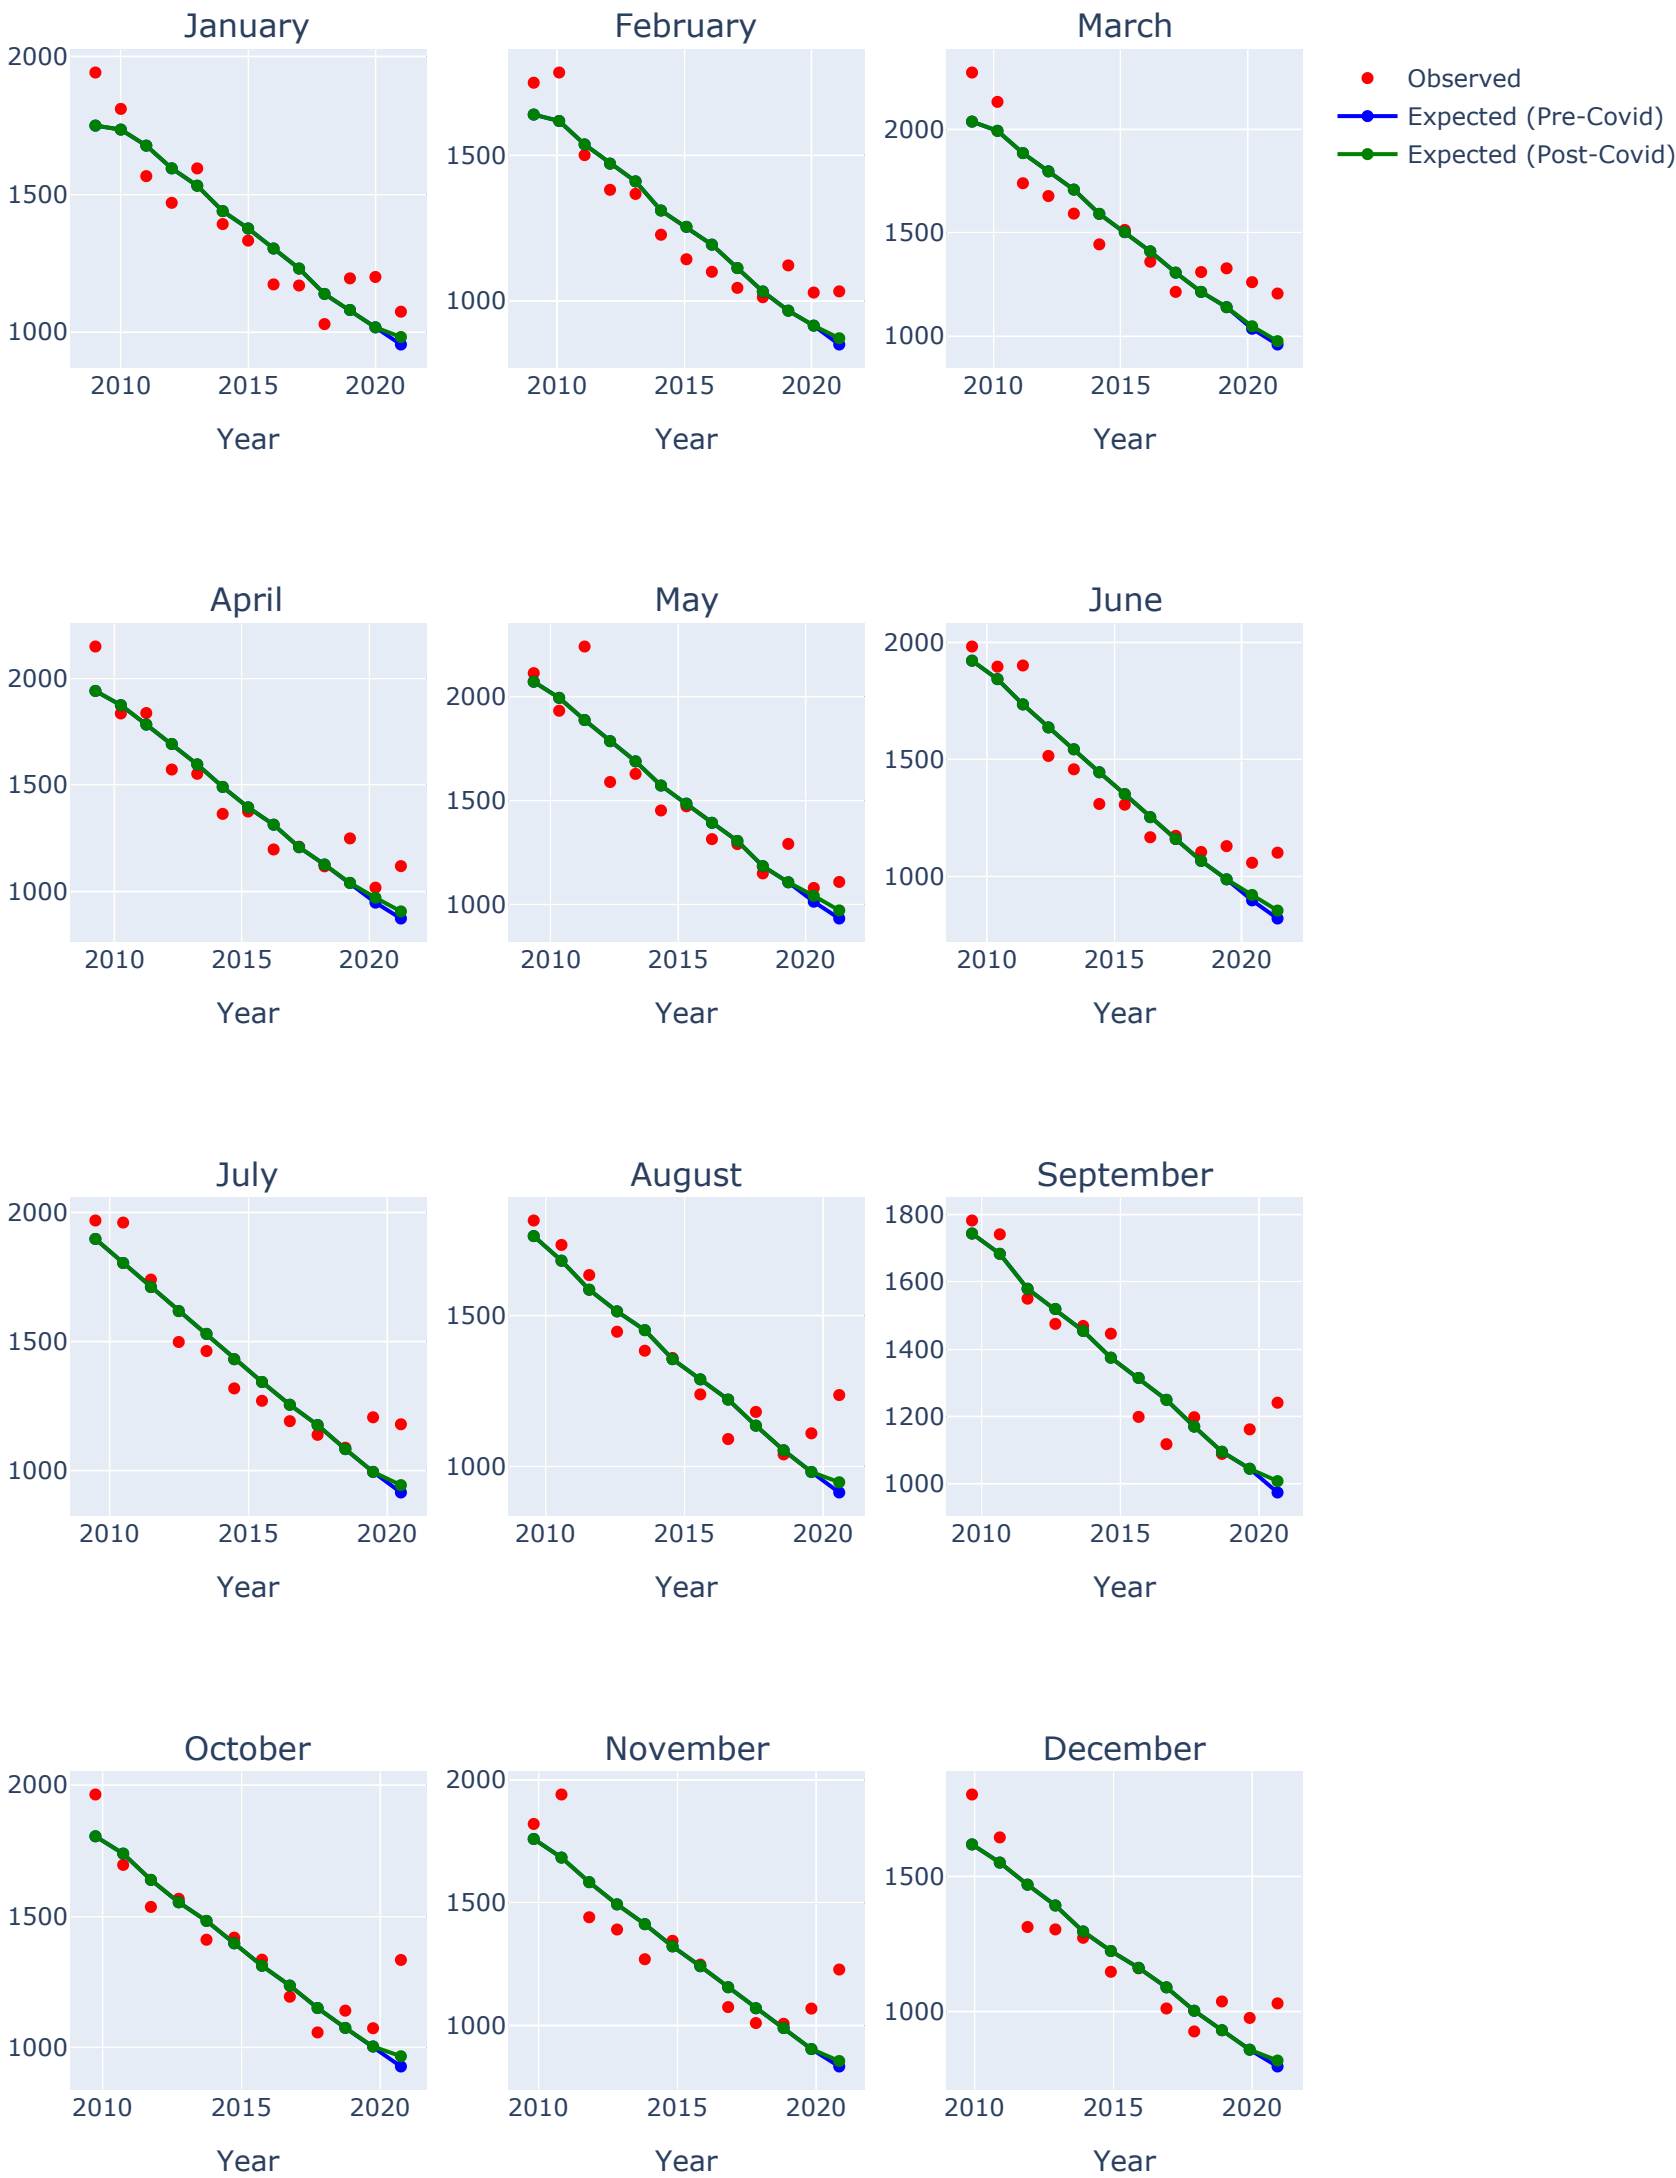 January
February
March
2000
1500
1000
2010
2015
2020
Year
1500
1000
2010
2015
2020
Year
2000
1500
1000
2010
2015
2020
Year
Observed
Expected (Pre-Covid)
Expected (Post-Covid)
April
May
June
2000
1500
1000
2010
2015
2020
Year
2000
1500
1000
2010
2015
2020
Year
2000
1500
1000
2010
2015
2020
Year
July
August
September
2000
1500
1000
2010
2015
2020
Year
1500
1000
2010
2015
2020
Year
1800
1600
1400
1200
1000
2010
2015
2020
Year
October
November
December
2000
1500
1000
2010
2015
2020
Year
2000
1500
1000
2010
2015
2020
Year
1500
1000
2010
2015
2020
Year